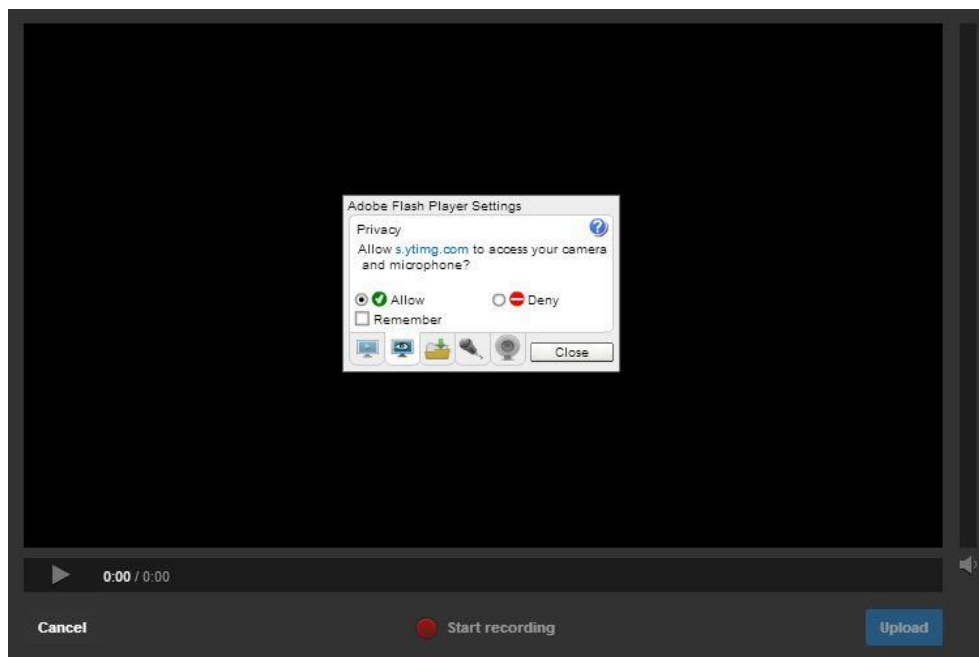 Adobe Flash Player Settings
Privacy
Allow s.ytimg.com to access your camera
and microphone?
Allow
Deny
Remember
Close
0:00 / 0:00
Cancel
Start recording
Upload